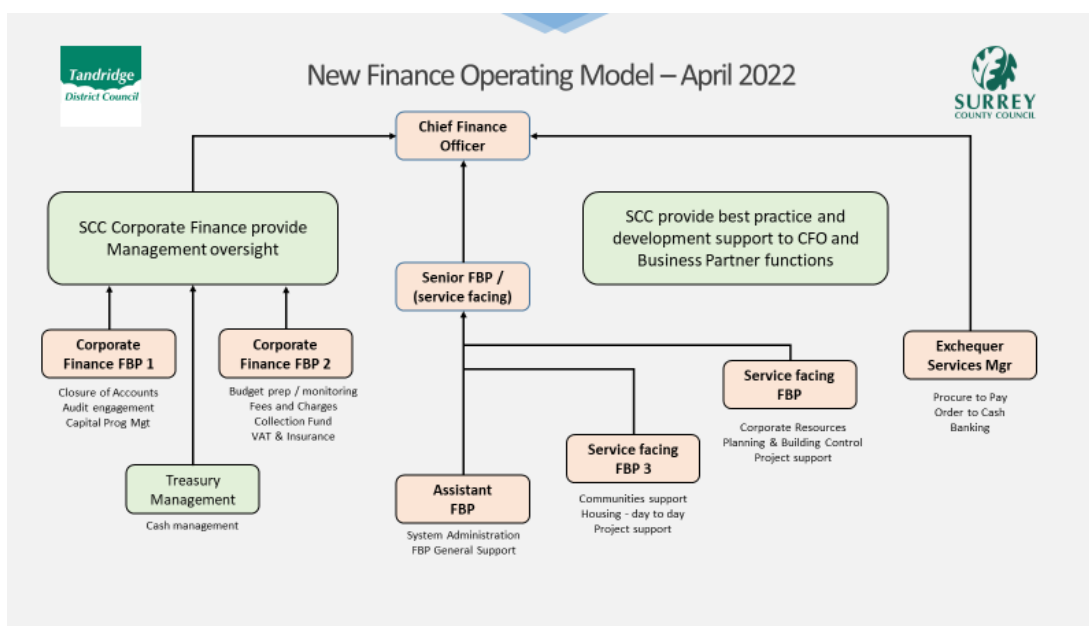 Tandridge
District Council
New Finance Operating Model – April 2022
SURREY
COUNTY COUNCIL
Chief Finance
Officer
SCC Corporate Finance provide
Management oversight
SCC provide best practice and
development support to CFO and
Business Partner functions
Senior FBP /
(service facing)
Corporate
Finance FBP 1
Closure of Accounts
Audit engagement
Capital Prog Mgt
Corporate
Finance FBP 2
Budget prep / monitoring
Fees and Charges
Collection Fund
VAT & Insurance
Exchequer
Services Mgr
Procure to Pay
Order to Cash
Banking
Service facing
FBP
Corporate Resources
Planning & Building Control
Project support
Service facing
FBP 3
Communities support
Housing - day to day
Project support
Treasury
Management
Cash management
Assistant
FBP
System Administration
FBP General Support